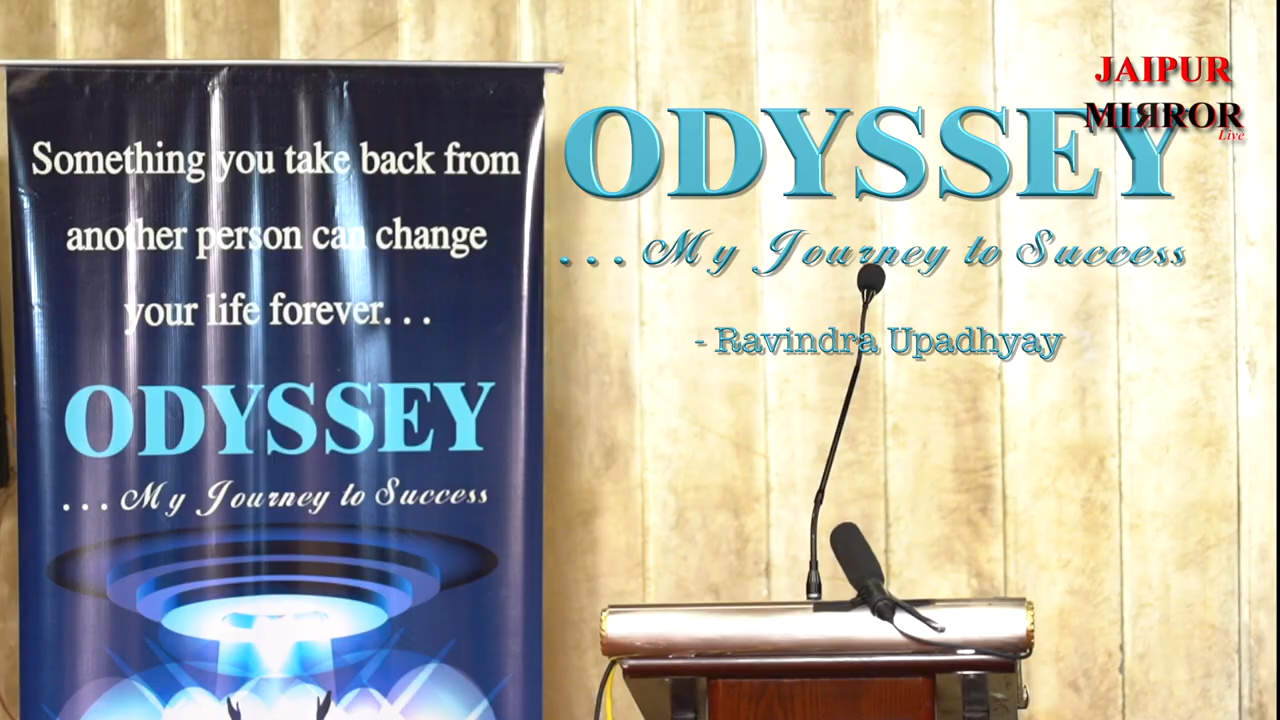 Something you take back from
another person can change
your life forever. . .
ODYSSEY
. . . My Journey to Success
ODYSSEY
. . . My Journey to Success
- Ravindra Upadhyay
JAIPUR
MIЯROR
Live